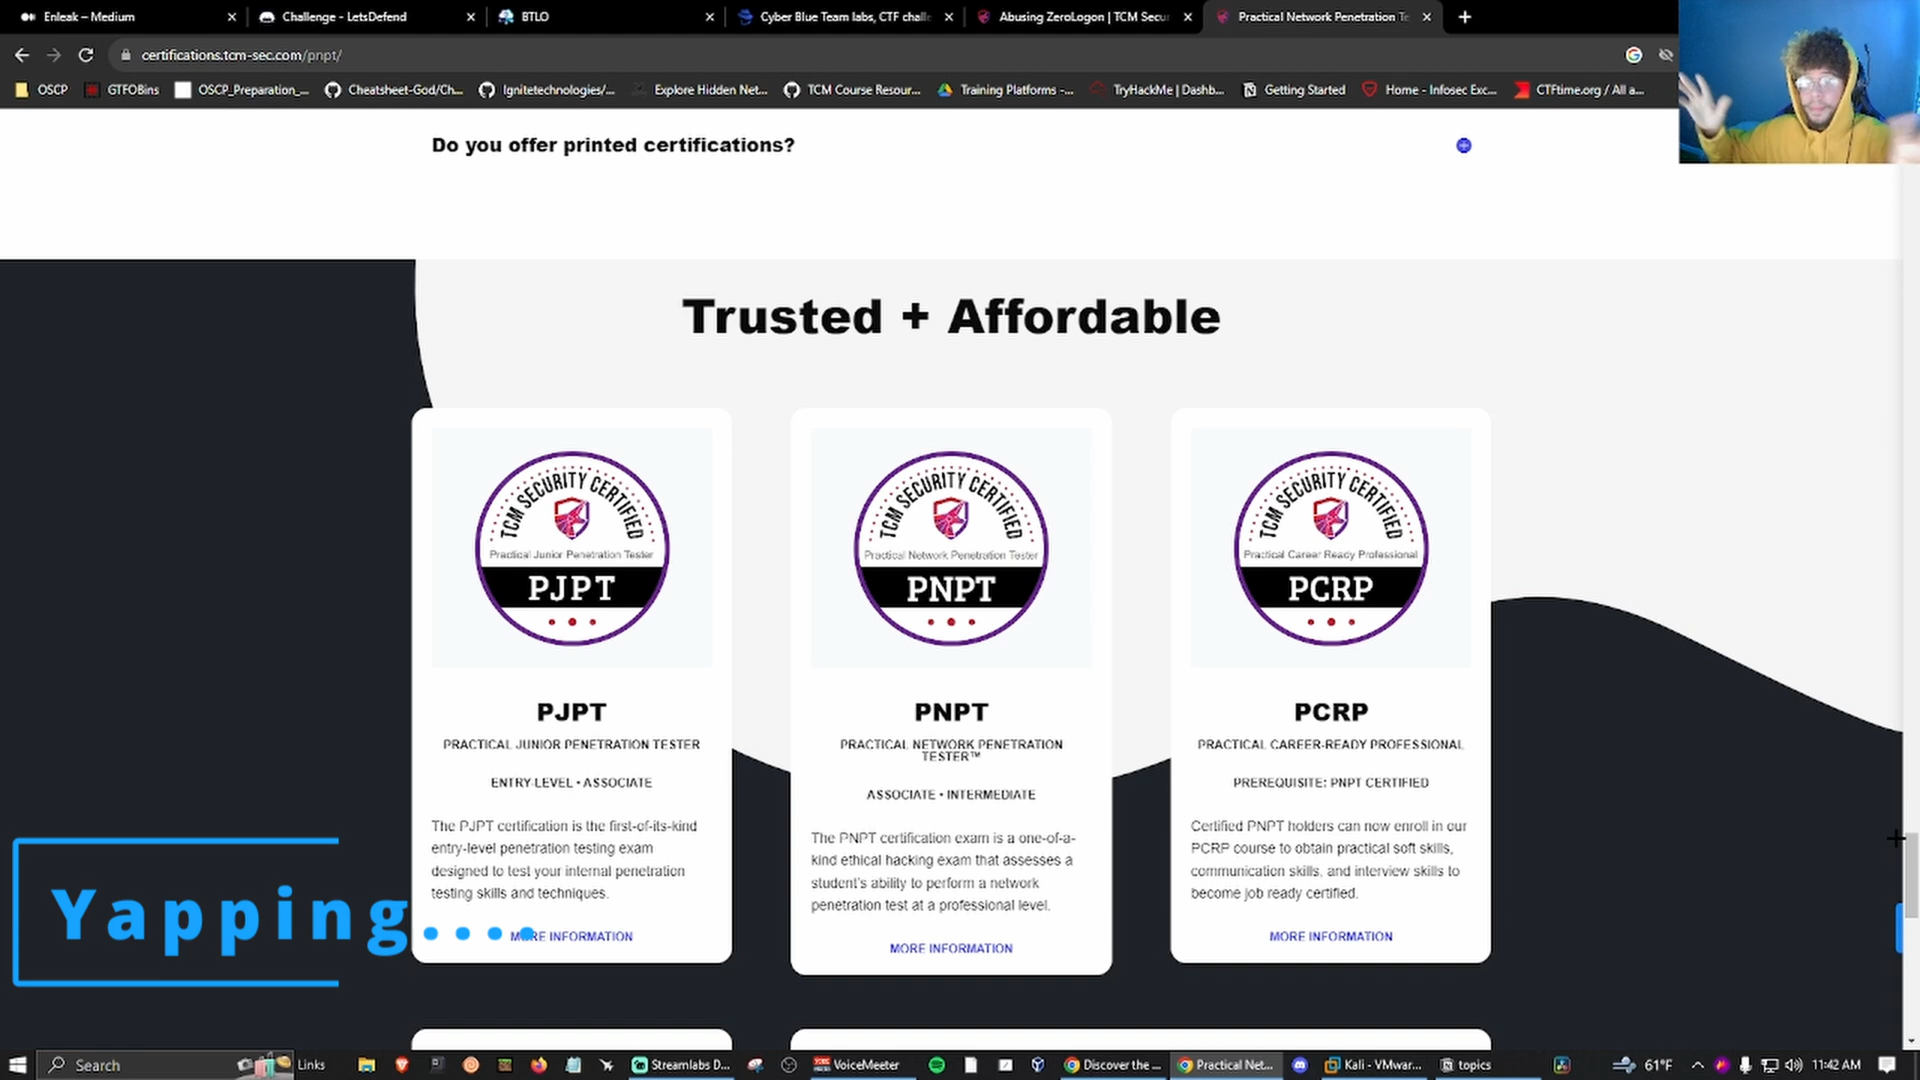 Enleak – Medium
Challenge - LetsDefend
BTLO
Cyber Blue Team labs, CTF chall
Abusing ZeroLogon | TCM Secu
Practical Network Penetration Te
certifications.tcm-sec.com/pnpt/
OSCP
GTFOBins
OSCP_Preparation_...
Cheatsheet-God/Ch...
Ignitetechnologies/...
Explore Hidden Net...
TCM Course Resour...
Training Platforms -...
TryHackMe | Dashb...
Getting Started
Home - Infosec Exc...
CTFtime.org / All a...
Do you offer printed certifications?
Trusted + Affordable
TCM SECURITY CERTIFIED
Practical Junior Penetration Tester
PJPT
PJPT
PRACTICAL JUNIOR PENETRATION TESTER
ENTRY-LEVEL • ASSOCIATE
The PJPT certification is the first-of-its-kind
entry-level penetration testing exam
designed to test your internal penetration
testing skills and techniques.
MORE INFORMATION
TCM SECURITY CERTIFIED
Practical Network Penetration Tester
PNPT
PNPT
PRACTICAL NETWORK PENETRATION
TESTER™
ASSOCIATE • INTERMEDIATE
The PNPT certification exam is a one-of-a-
kind ethical hacking exam that assesses a
student's ability to perform a network
penetration test at a professional level.
MORE INFORMATION
TCM SECURITY CERTIFIED
Practical Career Ready Professional
PCRP
PCRP
PRACTICAL CAREER-READY PROFESSIONAL
PREREQUISITE: PNPT CERTIFIED
Certified PNPT holders can now enroll in our
PCRP course to obtain practical soft skills,
communication skills, and interview skills to
become job ready certified.
MORE INFORMATION
Yapping....
Search
Links
Streamlabs D...
VoiceMeeter
Discover the ...
Practical Net...
Kali - VMwar...
topics
61°F
11:42 AM